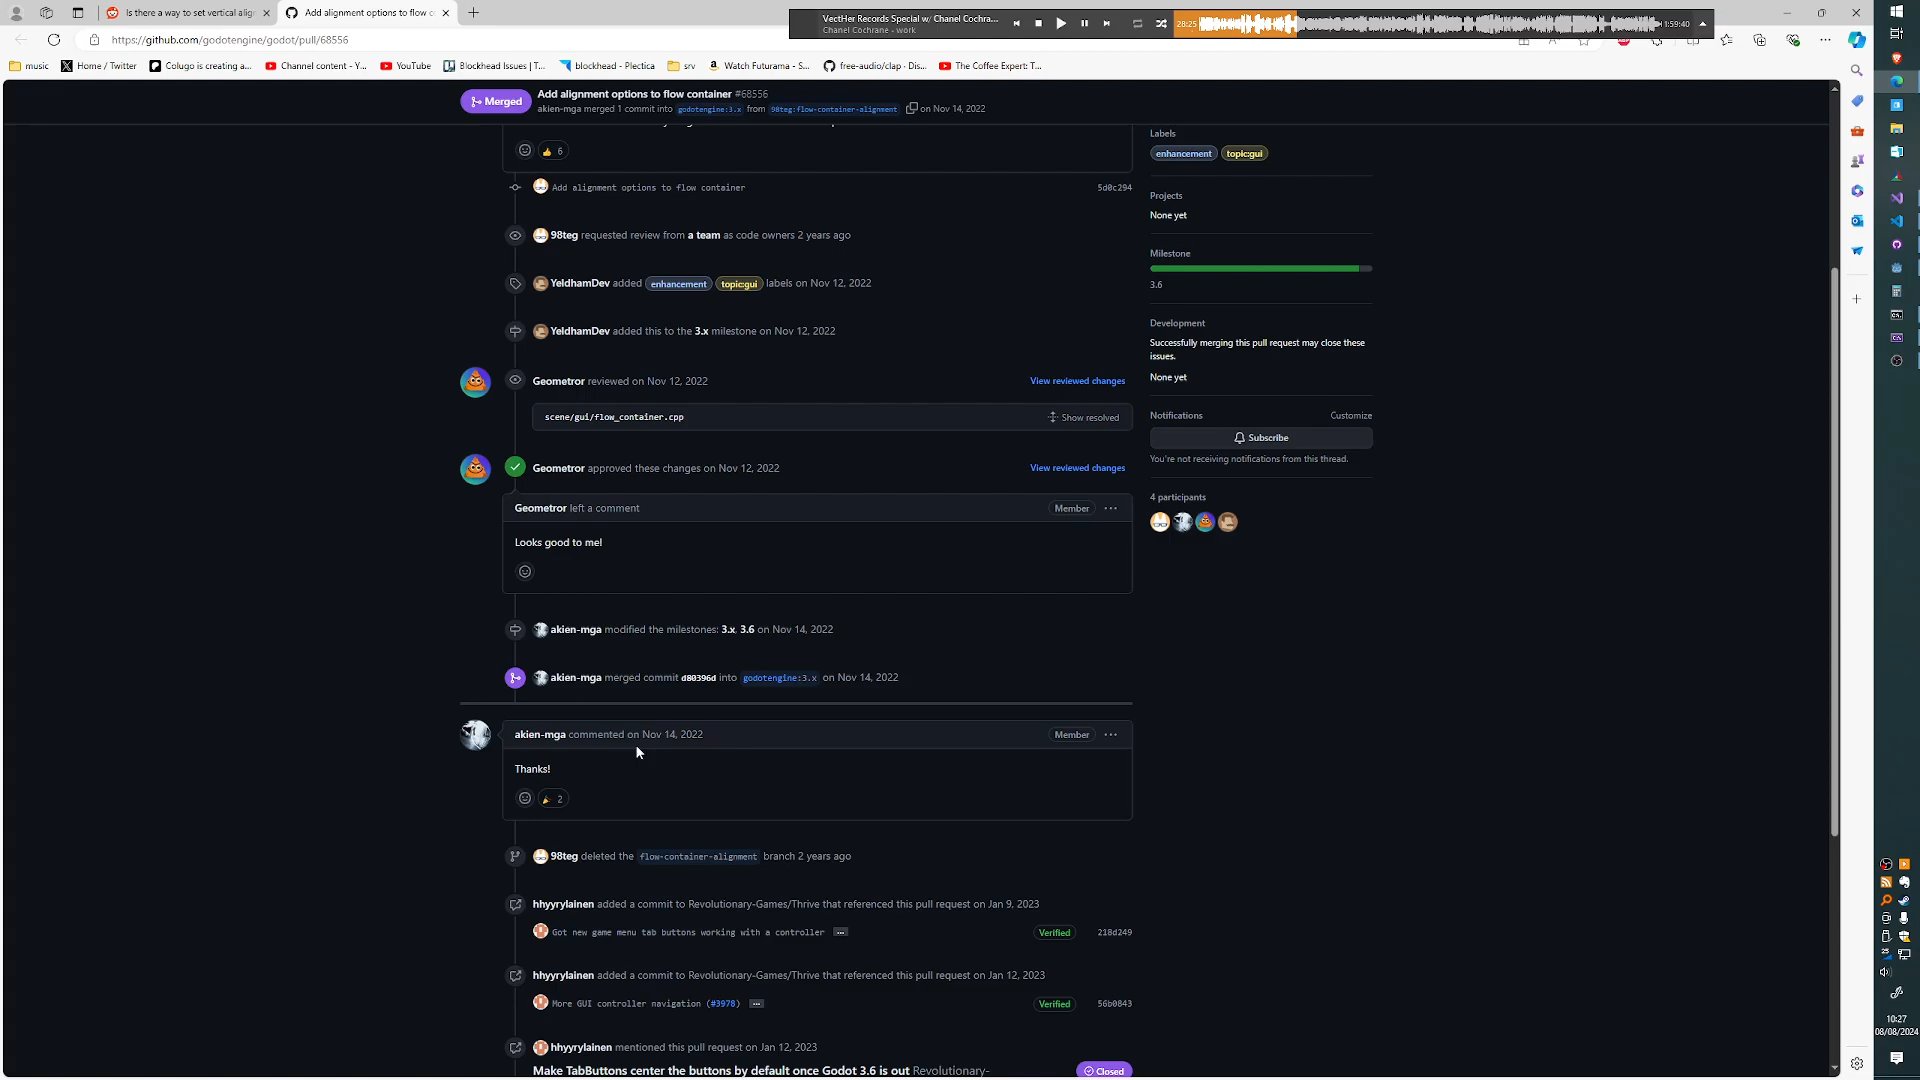 Is there a way to set vertical alig
Add alignment options to flow c
VectHer Records Special w/ Chanel Cochra...
Chanel Cochrane - work
28:25
1:59:40
https://github.com/godotengine/godot/pull/68556
music
Home / Twitter
Colugo is creating a...
Channel content - Y...
YouTube
Blockhead Issues | T...
blockhead - Plectica
srv
Watch Futurama - S...
free-audio/clap · Dis...
The Coffee Expert: T...
Merged
Add alignment options to flow container #68556
akien-mga merged 1 commit into godotengine:3.x from 98teg:flow-container-alignment on Nov 14, 2022
6
Add alignment options to flow container 5d0c294
98teg requested review from a team as code owners 2 years ago
YeldhamDev added enhancement topic:gui labels on Nov 12, 2022
YeldhamDev added this to the 3.x milestone on Nov 12, 2022
Geometror reviewed on Nov 12, 2022 View reviewed changes
scene/gui/flow_container.cpp Show resolved
Geometror approved these changes on Nov 12, 2022 View reviewed changes
Geometror left a comment Member
Looks good to me!
akien-mga modified the milestones: 3.x, 3.6 on Nov 14, 2022
akien-mga merged commit d80396d into godotengine:3.x on Nov 14, 2022
akien-mga commented on Nov 14, 2022 Member
Thanks!
2
98teg deleted the flow-container-alignment branch 2 years ago
hhyyrylainen added a commit to Revolutionary-Games/Thrive that referenced this pull request on Jan 9, 2023
Got new game menu tab buttons working with a controller Verified 218d249
hhyyrylainen added a commit to Revolutionary-Games/Thrive that referenced this pull request on Jan 12, 2023
More GUI controller navigation (#3978) Verified 56b0843
hhyyrylainen mentioned this pull request on Jan 12, 2023
Make TabButtons center the buttons by default once Godot 3.6 is out Revolutionary- Closed
Labels
enhancement topic:gui
Projects
None yet
Milestone
3.6
Development
Successfully merging this pull request may close these
issues.
None yet
Notifications Customize
Subscribe
You're not receiving notifications from this thread.
4 participants
10:27
08/08/2024